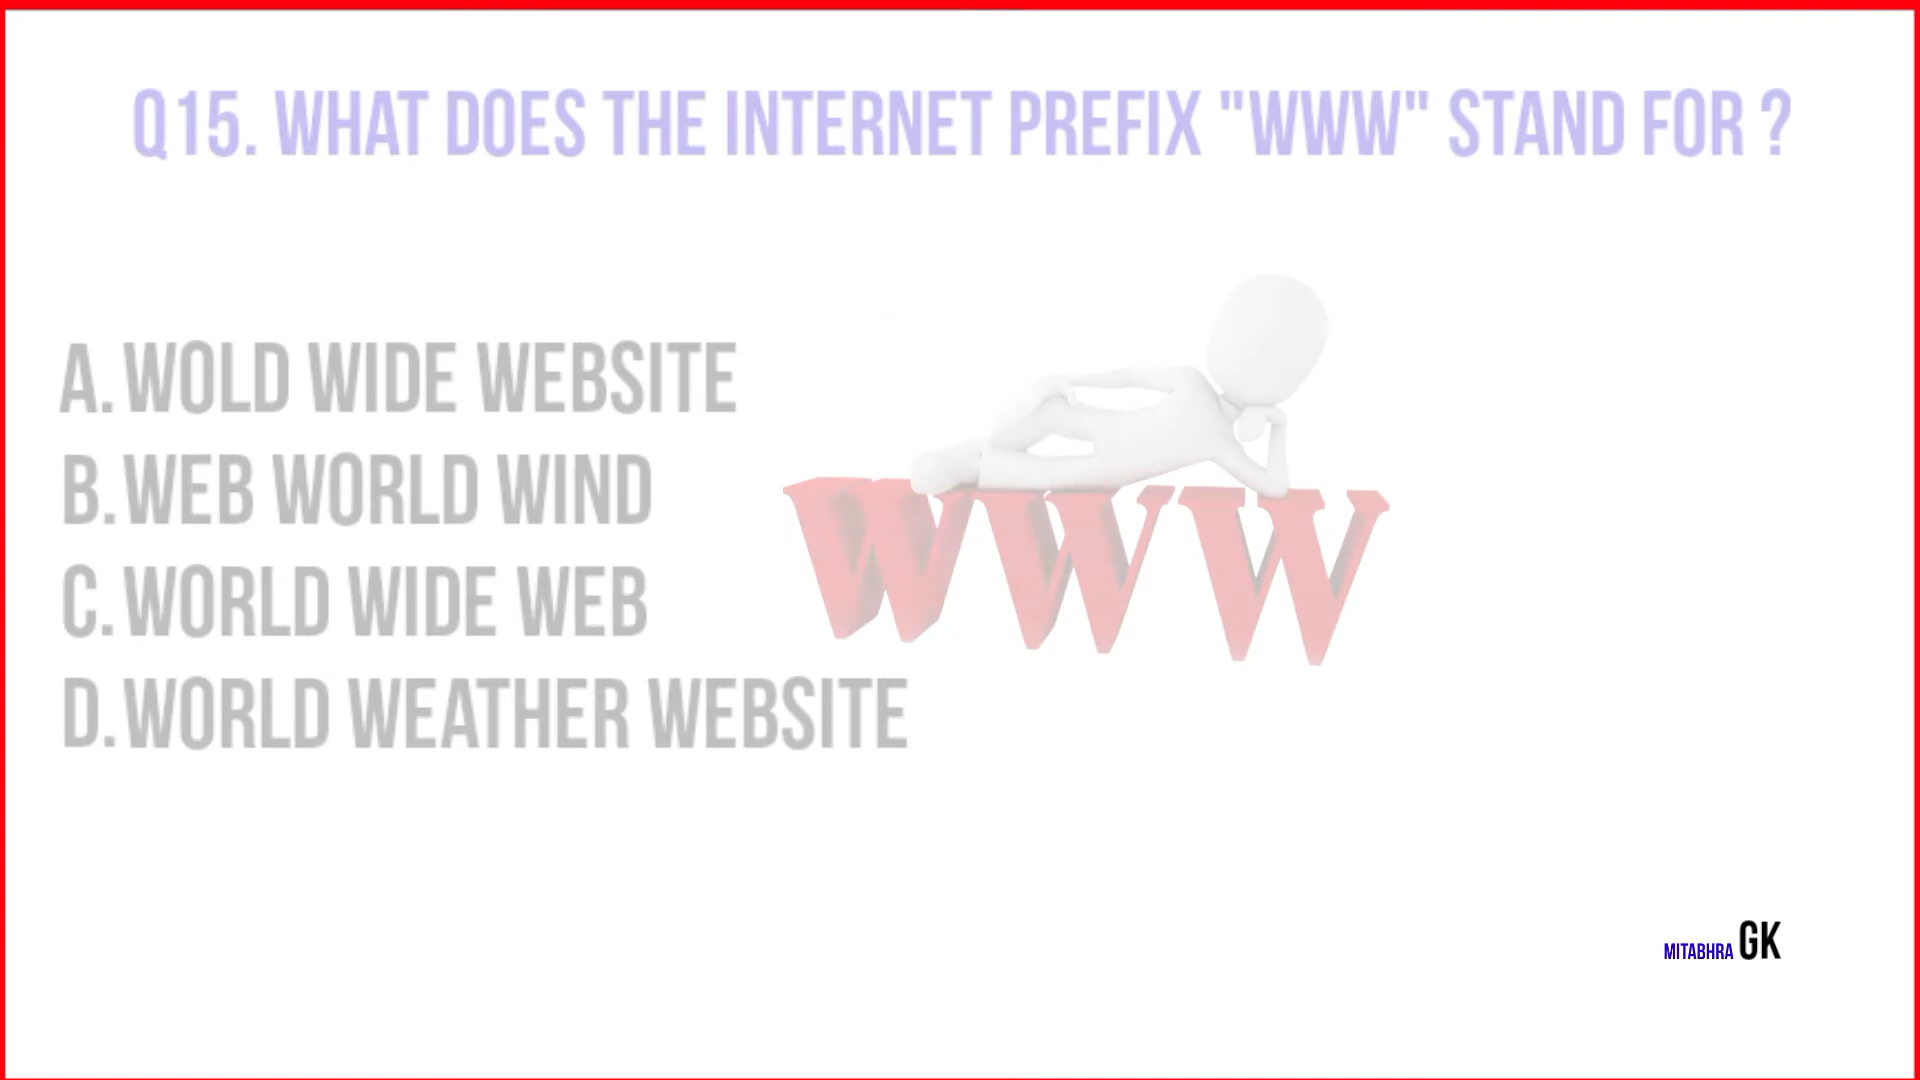 Q15. WHAT DOES THE INTERNET PREFIX "WWW" STAND FOR ?
A. WOLD WIDE WEBSITE
B. WEB WORLD WIND
C. WORLD WIDE WEB
D. WORLD WEATHER WEBSITE
WWW
MITABHRA GK